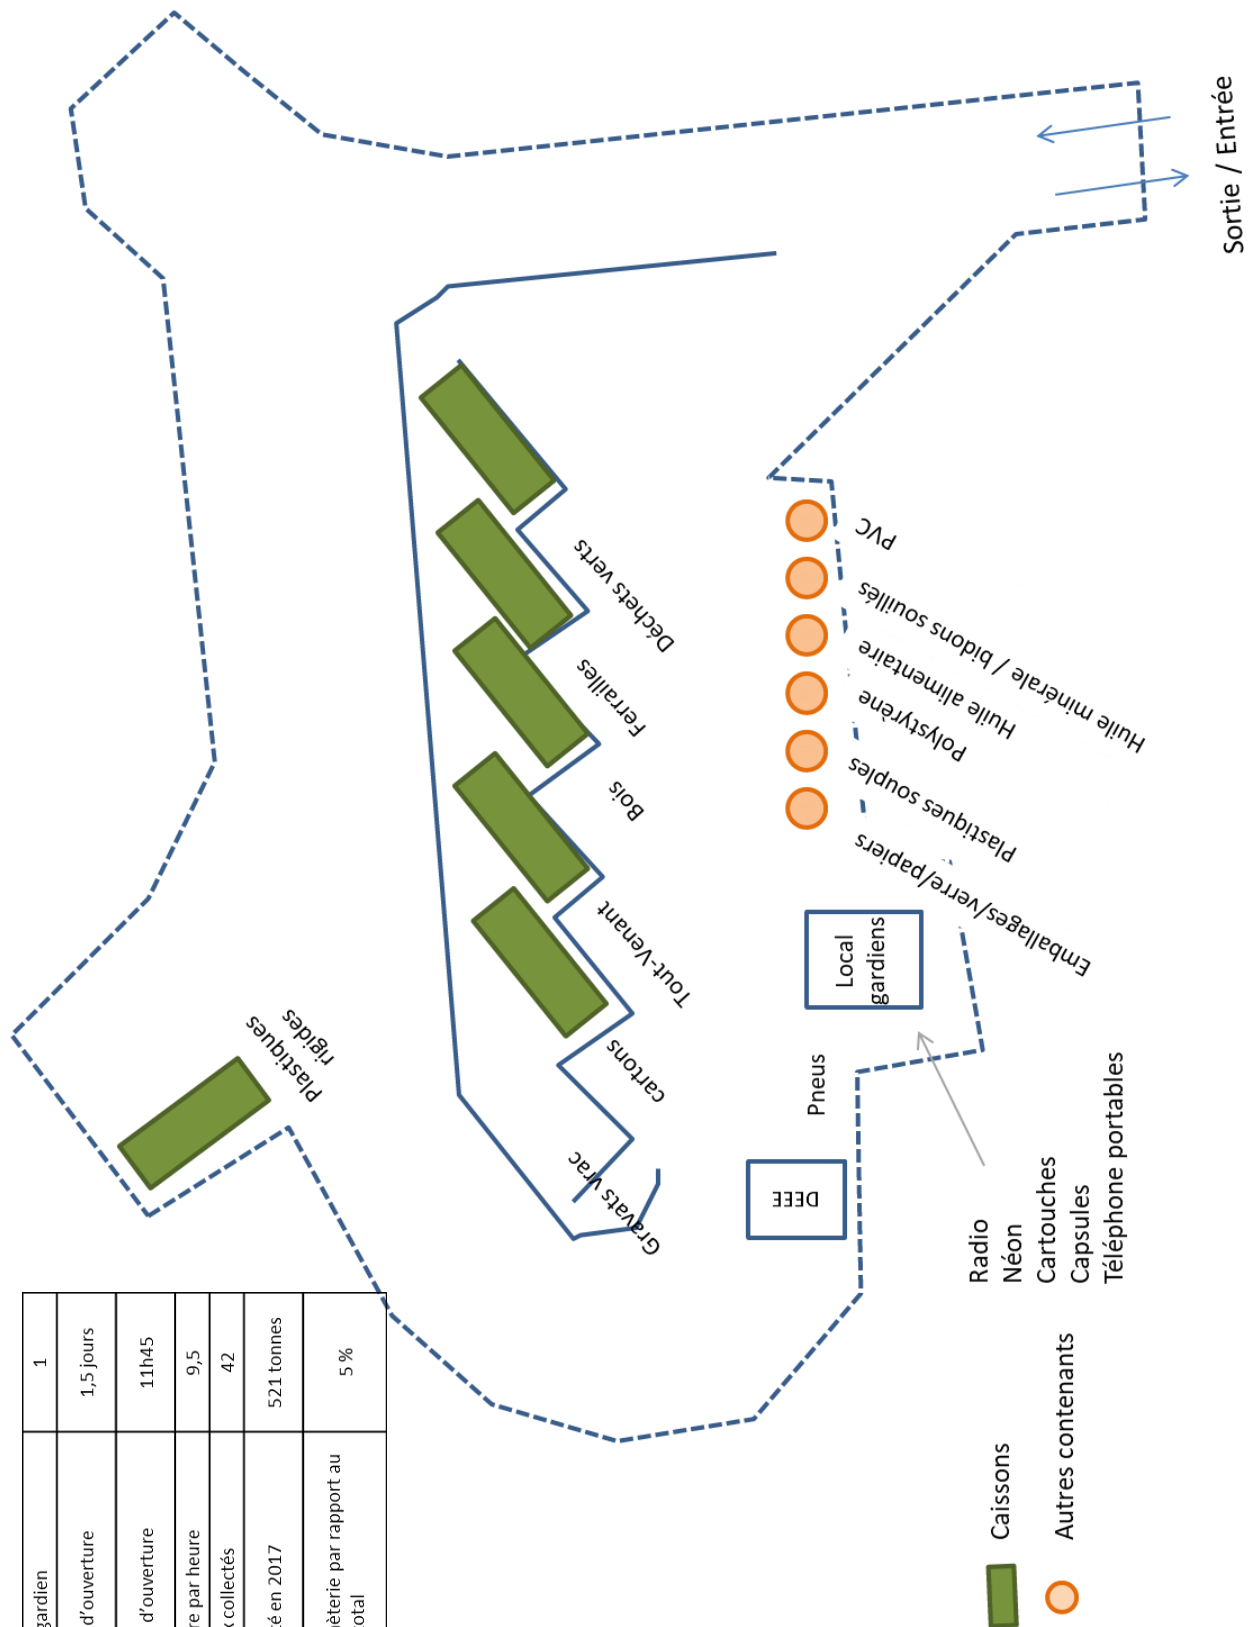 gardien 1
d'ouverture 1,5 jours
d'ouverture 11h45
par heure 9,5
collectés 42
en 2017 521 tonnes
par rapport au 5 %
Plastiques
rigides
Déchets verts
Ferrailles
Bois
Tout-Venant
cartons
Gravats vrac
PVC
Huile minérale / bidons souillés
Huile alimentaire
Polystyrène
Plastiques souples
Emballages/verre/papiers
Local
gardiens
Pneus
DEEE
Radio
Néon
Cartouches
Capsules
Téléphone portables
Caissons
Autres contenants
Sortie / Entrée